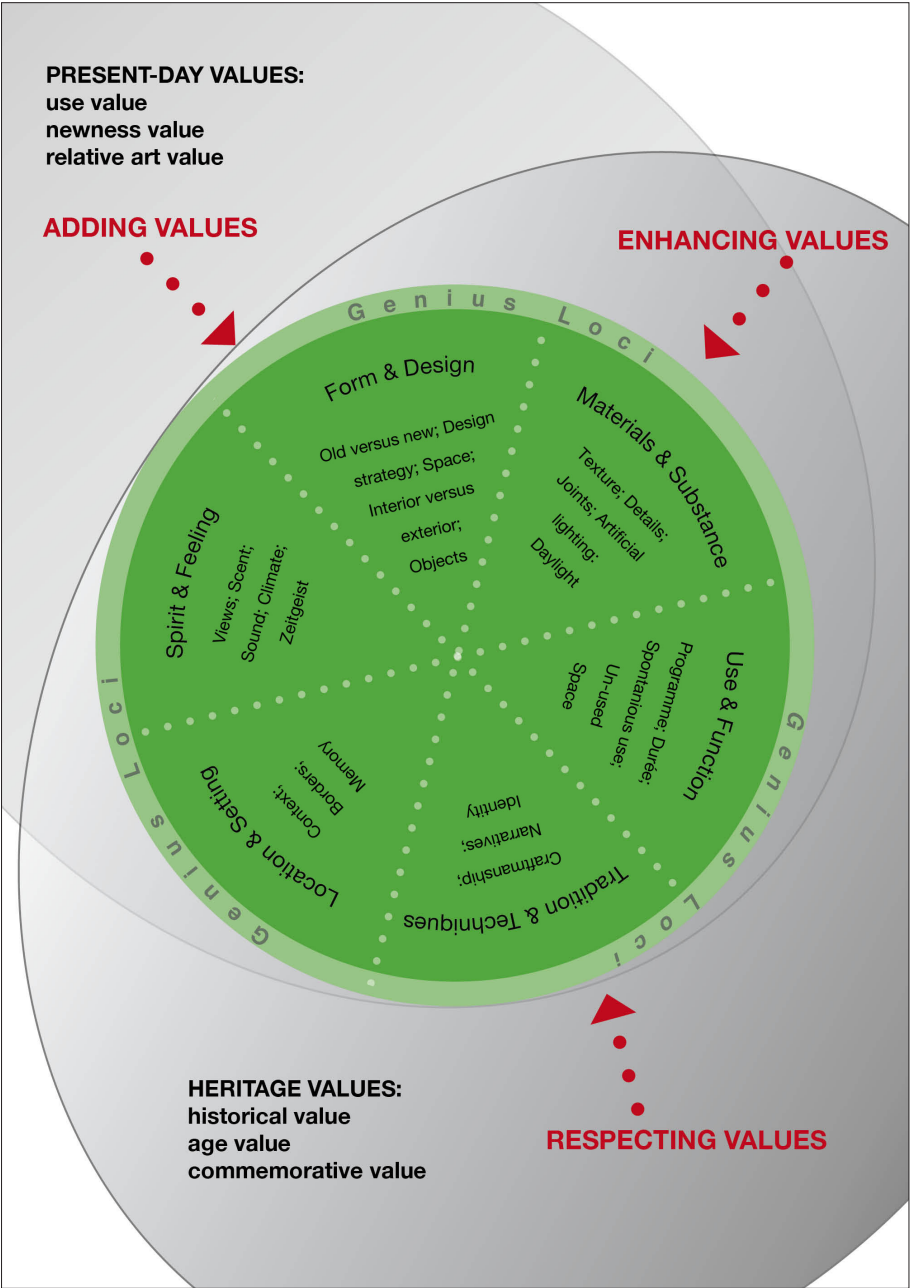 PRESENT-DAY VALUES:
use value
newness value
relative art value
ADDING VALUES
ENHANCING VALUES
Genius Loci
Form & Design
Old versus new; Design
strategy; Space;
Interior versus
exterior;
Objects
Materials & Substance
Texture; Details;
Joints; Artificial
lighting:
Daylight
Use & Function
Programme; Durée;
Spontanious use;
Un-used
Space
Genius Loci
Tradition & Techniques
Craftmanship;
Narratives;
Identity
Location & Setting
Context;
Borders;
Memory
Genius Loci
Spirit & Feeling
Views; Scent;
Sound; Climate;
Zeitgeist
HERITAGE VALUES:
historical value
age value
commemorative value
RESPECTING VALUES